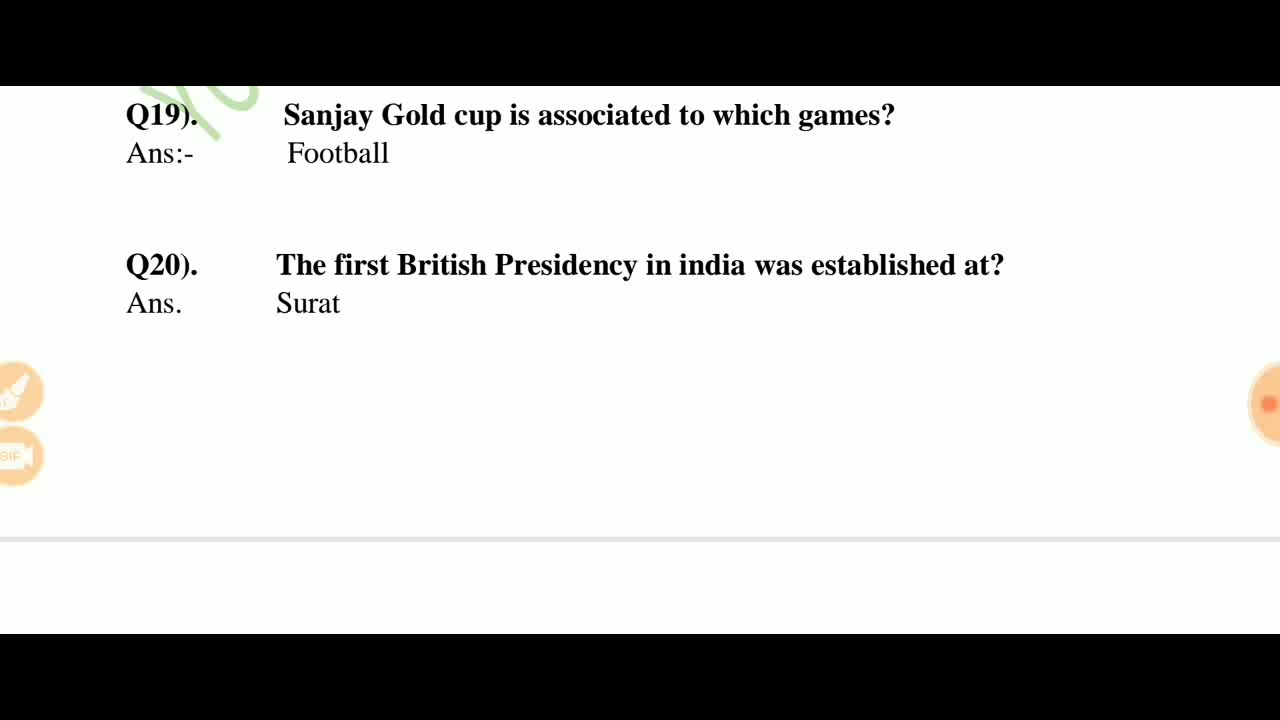 Q19). Sanjay Gold cup is associated to which games?
Ans:- Football
Q20). The first British Presidency in india was established at?
Ans. Surat
GIF